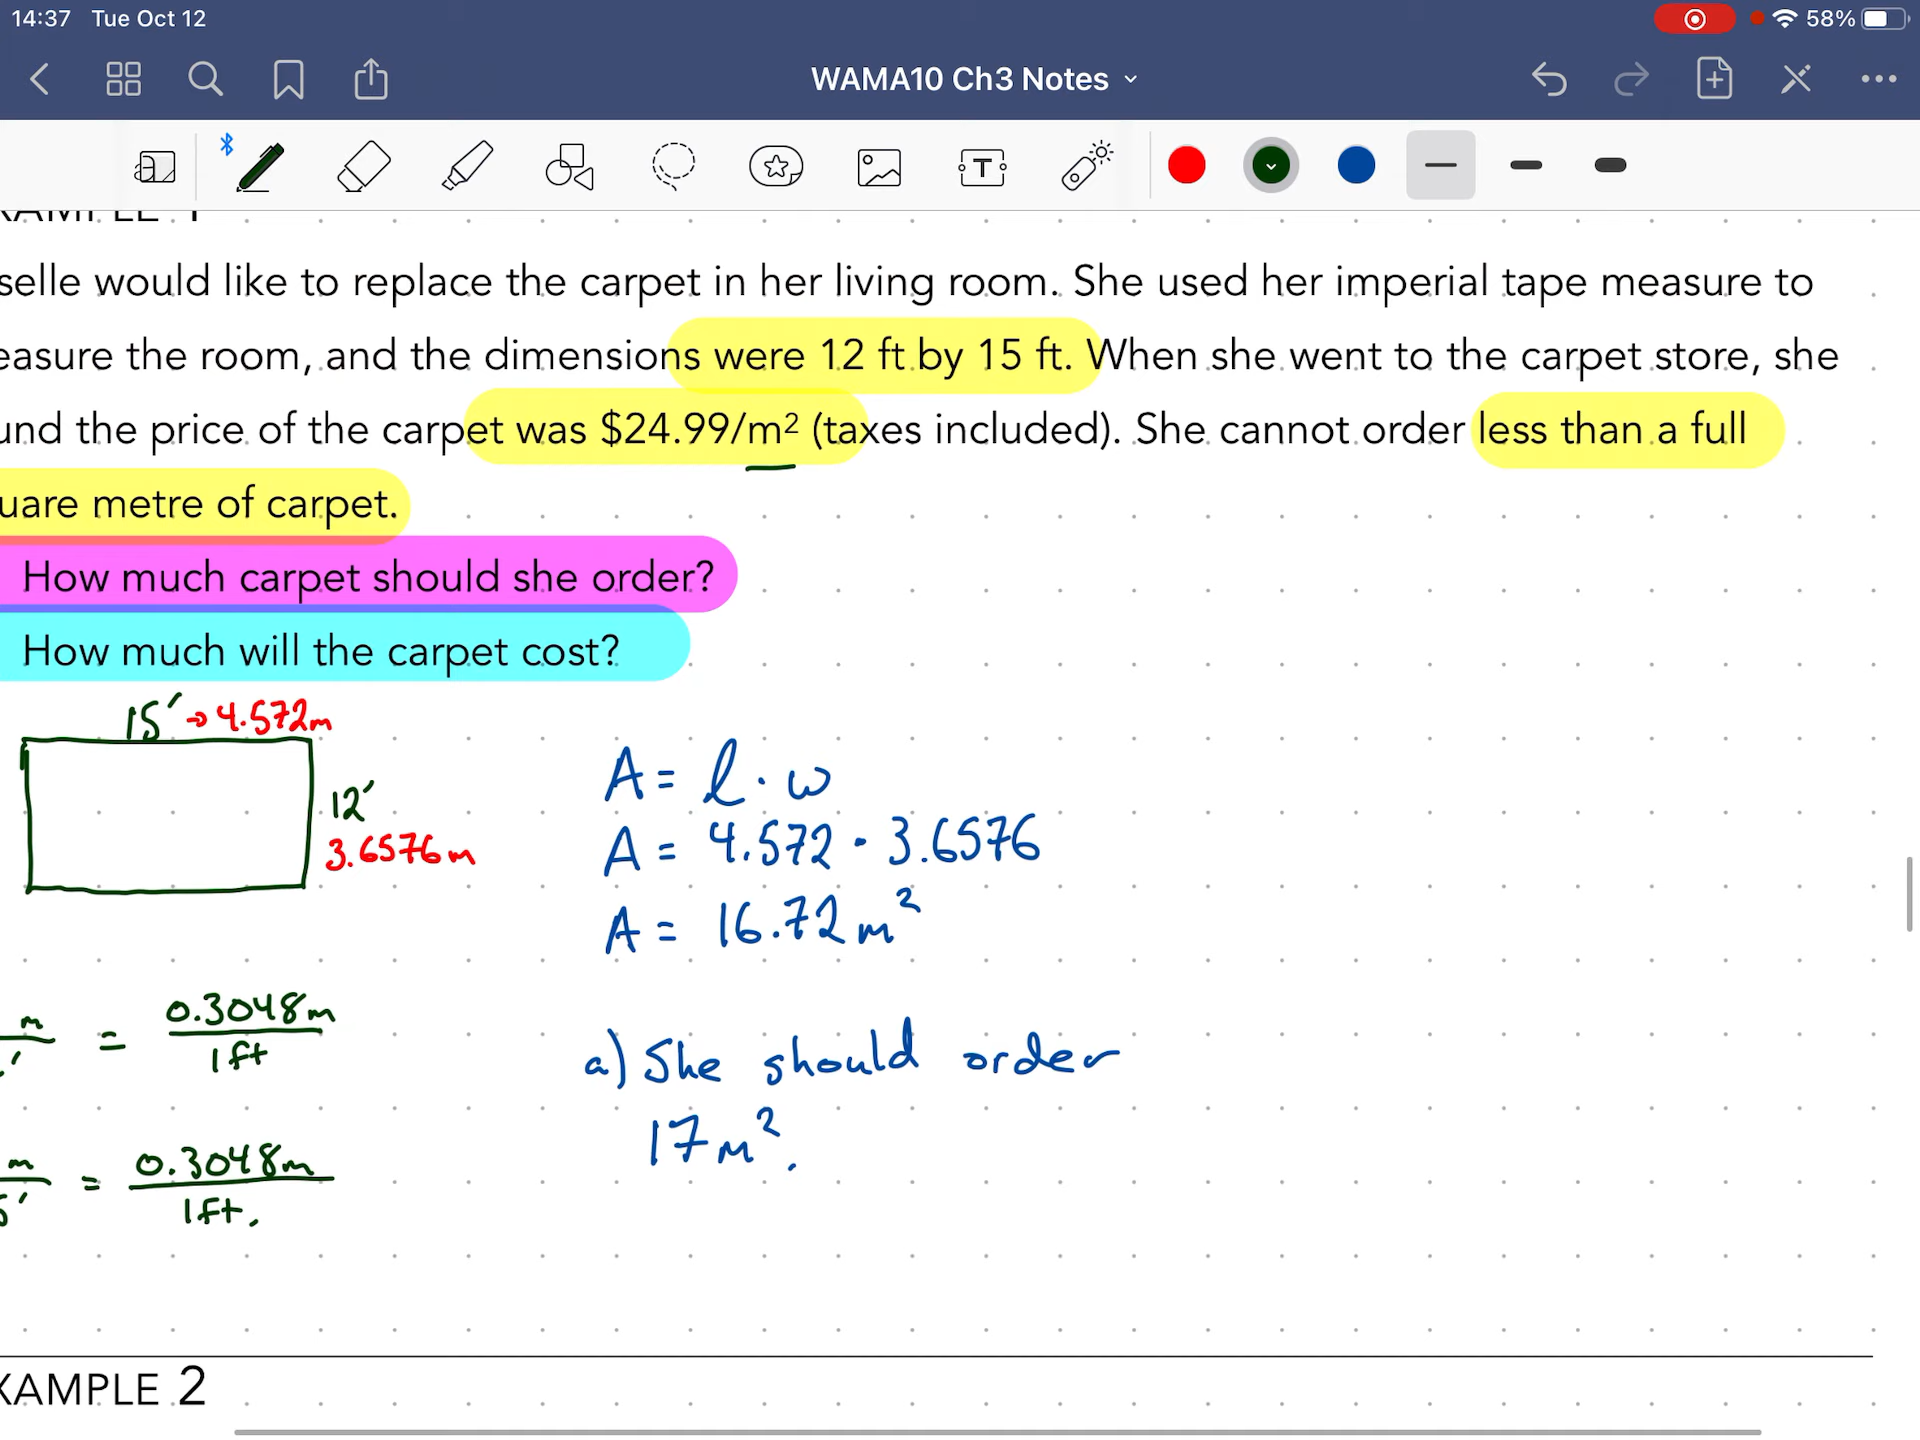 14:37 Tue Oct 12
58%
WAMA10 Ch3 Notes
XAMPLE 1
selle would like to replace the carpet in her living room. She used her imperial tape measure to
easure the room, and the dimensions were 12 ft by 15 ft. When she went to the carpet store, she
und the price of the carpet was $24.99/m² (taxes included). She cannot order less than a full
uare metre of carpet.
How much carpet should she order?
How much will the carpet cost?
15' → 4.572m
12'
3.6576m
A = l · w
A = 4.572 · 3.6576
A = 16.72 m²
m = 0.3048m
' 1ft
a) She should order
17m².
m = 0.3048m
5' 1ft.
XAMPLE 2